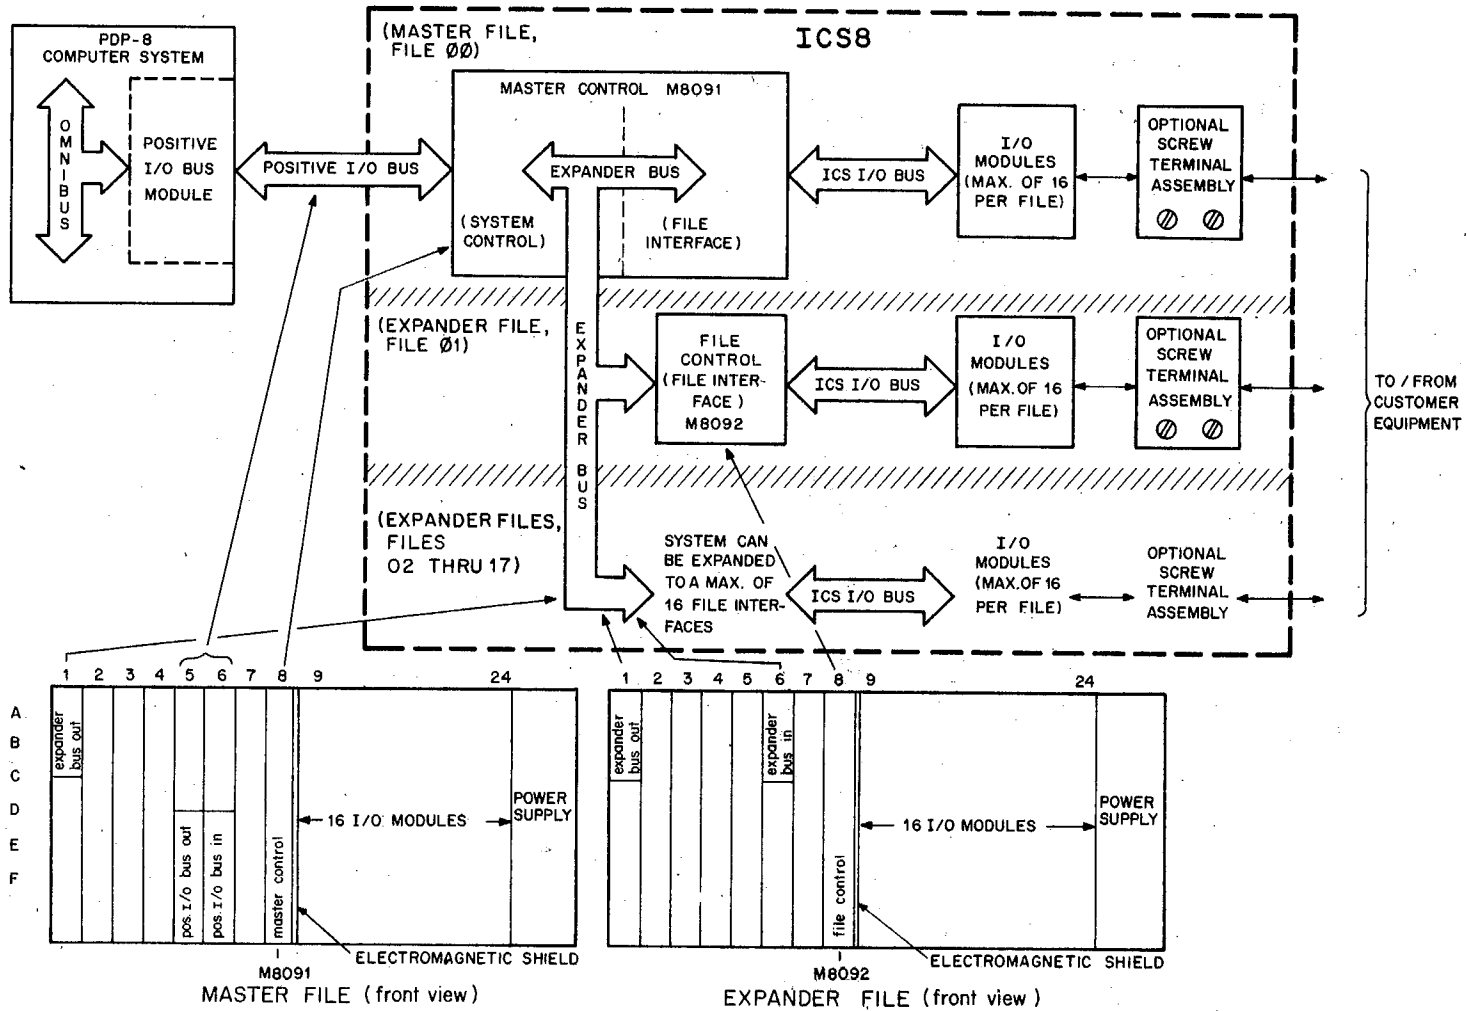 PDP-8
COMPUTER SYSTEM
OMNIBUS
POSITIVE
I/O BUS
MODULE
POSITIVE I/O BUS
(MASTER FILE,
FILE ØØ)
ICS8
MASTER CONTROL M8091
EXPANDER BUS
(SYSTEM
CONTROL)
(FILE
INTERFACE)
ICS I/O BUS
I/O
MODULES
(MAX. OF 16
PER FILE)
OPTIONAL
SCREW
TERMINAL
ASSEMBLY
(EXPANDER FILE,
FILE Ø1)
EXPANDER BUS
FILE
CONTROL
(FILE INTER-
FACE)
M8092
ICS I/O BUS
I/O
MODULES
(MAX. OF 16
PER FILE)
OPTIONAL
SCREW
TERMINAL
ASSEMBLY
TO / FROM
CUSTOMER
EQUIPMENT
(EXPANDER FILES,
FILES
02 THRU 17)
SYSTEM CAN
BE EXPANDED
TO A MAX. OF
16 FILE INTER-
FACES
ICS I/O BUS
I/O
MODULES
(MAX. OF 16
PER FILE)
OPTIONAL
SCREW
TERMINAL
ASSEMBLY
1 2 3 4 5 6 7 8 9 24
A
B
C
D
E
F
expander
bus out
pos. I/o bus out
pos. I/o bus in
master control
16 I/O MODULES
POWER
SUPPLY
ELECTROMAGNETIC SHIELD
M8091
MASTER FILE (front view)
1 2 3 4 5 6 7 8 9 24
expander
bus out
expander
bus in
file control
16 I/O MODULES
POWER
SUPPLY
ELECTROMAGNETIC SHIELD
M8092
EXPANDER FILE (front view)